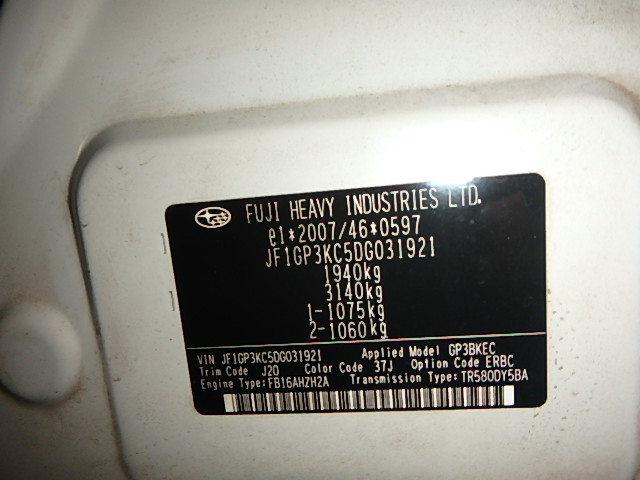 FUJI HEAVY INDUSTRIES LTD.
e1*2007/46*0597
JF1GP3KC5DG031921
1940kg
3140kg
1-1075kg
2-1060kg
VIN JF1GP3KC5DG031921 Applied Model GP3BKEC
Trim Code J20 Color Code 37J Option Code ERBC
Engine Type: FB16AHZH2A Transmission Type: TR580DY5BA